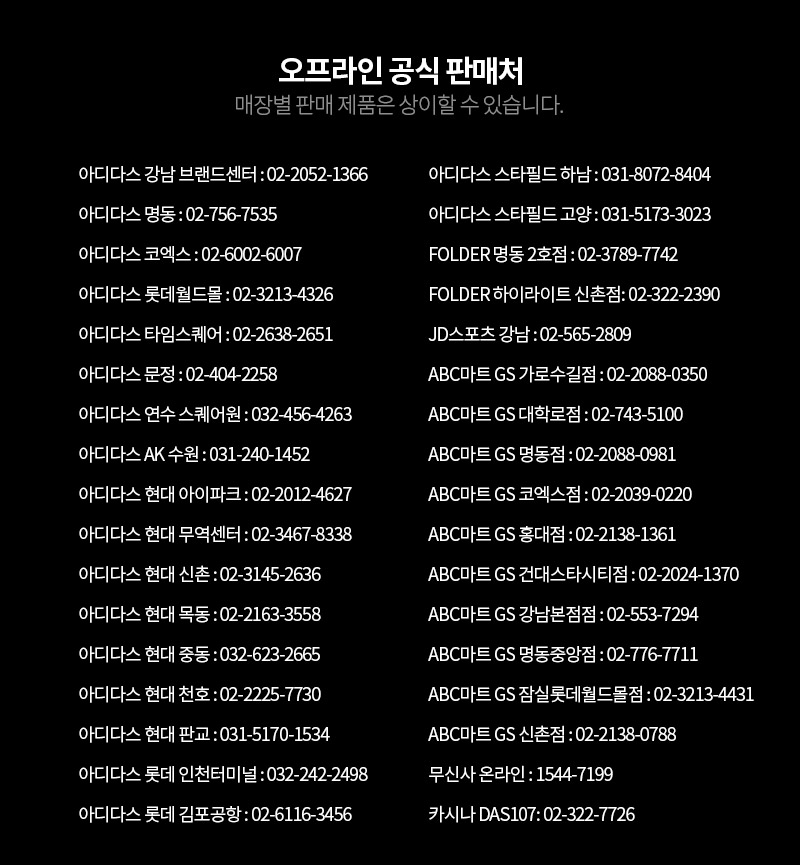 오프라인 공식 판매처
매장별 판매 제품은 상이할 수 있습니다.
아디다스 강남 브랜드센터 : 02-2052-1366
아디다스 명동 : 02-756-7535
아디다스 코엑스 : 02-6002-6007
아디다스 롯데월드몰 : 02-3213-4326
아디다스 타임스퀘어 : 02-2638-2651
아디다스 문정 : 02-404-2258
아디다스 연수 스퀘어원 : 032-456-4263
아디다스 AK 수원 : 031-240-1452
아디다스 현대 아이파크 : 02-2012-4627
아디다스 현대 무역센터 : 02-3467-8338
아디다스 현대 신촌 : 02-3145-2636
아디다스 현대 목동 : 02-2163-3558
아디다스 현대 중동 : 032-623-2665
아디다스 현대 천호 : 02-2225-7730
아디다스 현대 판교 : 031-5170-1534
아디다스 롯데 인천터미널 : 032-242-2498
아디다스 롯데 김포공항 : 02-6116-3456
아디다스 스타필드 하남 : 031-8072-8404
아디다스 스타필드 고양 : 031-5173-3023
FOLDER 명동 2호점 : 02-3789-7742
FOLDER 하이라이트 신촌점: 02-322-2390
JD스포츠 강남 : 02-565-2809
ABC마트 GS 가로수길점 : 02-2088-0350
ABC마트 GS 대학로점 : 02-743-5100
ABC마트 GS 명동점 : 02-2088-0981
ABC마트 GS 코엑스점 : 02-2039-0220
ABC마트 GS 홍대점 : 02-2138-1361
ABC마트 GS 건대스타시티점 : 02-2024-1370
ABC마트 GS 강남본점점 : 02-553-7294
ABC마트 GS 명동중앙점 : 02-776-7711
ABC마트 GS 잠실롯데월드몰점 : 02-3213-4431
ABC마트 GS 신촌점 : 02-2138-0788
무신사 온라인 : 1544-7199
카시나 DAS107: 02-322-7726